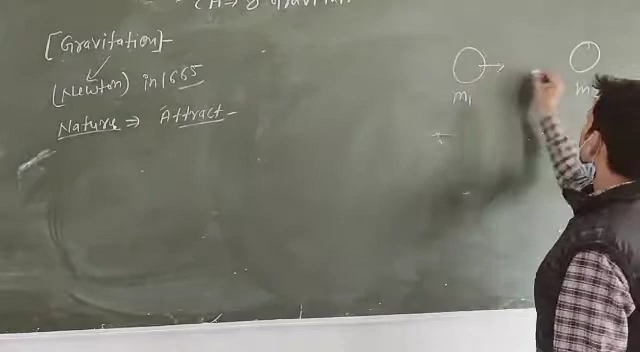 [Gravitation]-
(Newton) in 1665
Nature ⇒ Attract -
m₁
m